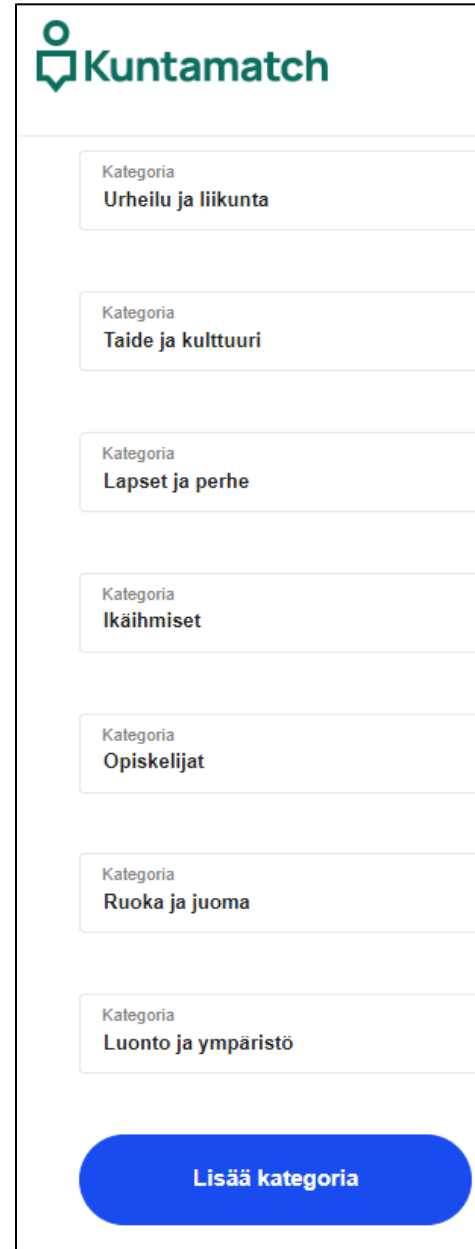 Kuntamatch
Kategoria
Urheilu ja liikunta
Kategoria
Taide ja kulttuuri
Kategoria
Lapset ja perhe
Kategoria
Ikäihmiset
Kategoria
Opiskelijat
Kategoria
Ruoka ja juoma
Kategoria
Luonto ja ympäristö
Lisää kategoria